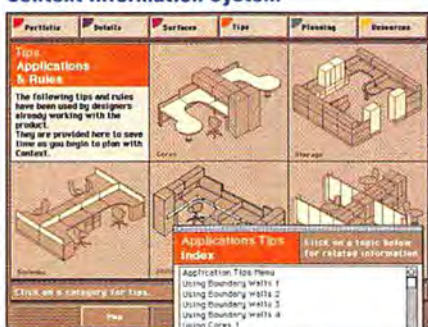 Context Information System
Portfolio Details Surfaces Tips Planning Resources
Tips
Applications
& Rules
The following tips and rules
have been used by designers
already working with the
product.
They are provided here to save
time as you begin to plan with
Context.
Cores
Storage
Click on a category for tips.
Map
Applications Tips
Index
Click on a topic below
for related information
Application Tips Menu
Using Boundary Walls 1
Using Boundary Walls 2
Using Boundary Walls 3
Using Boundary Walls 4
Using Cores 1